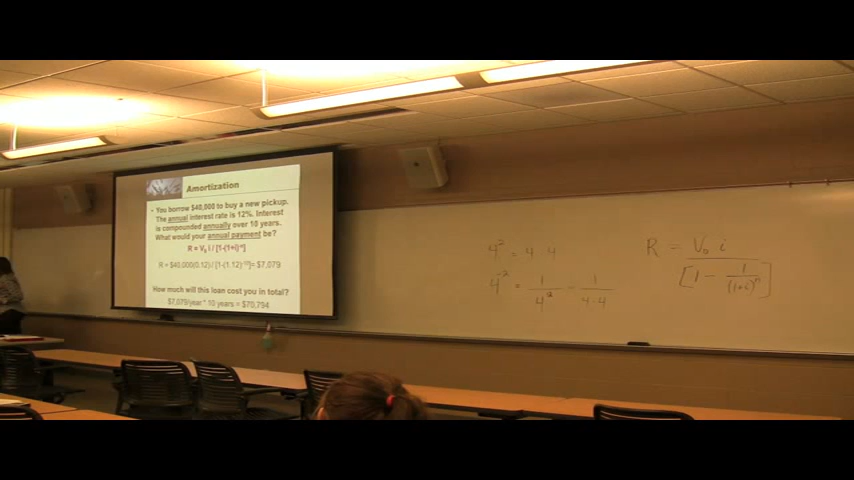 Amortization
• You borrow $40,000 to buy a new pickup.
The annual interest rate is 12%. Interest
is compounded annually over 10 years.
What would your annual payment be?
R = V₀ i / [1-(1+i)⁻ⁿ]
R = $40,000(0.12) / [1-(1.12)⁻¹⁰]= $7,079
How much will this loan cost you in total?
$7,079/year * 10 years = $70,794
4² = 4·4
4⁻² = 1/4² = 1/4·4
R = V₀ i / [1 - 1/(1+i)ⁿ]